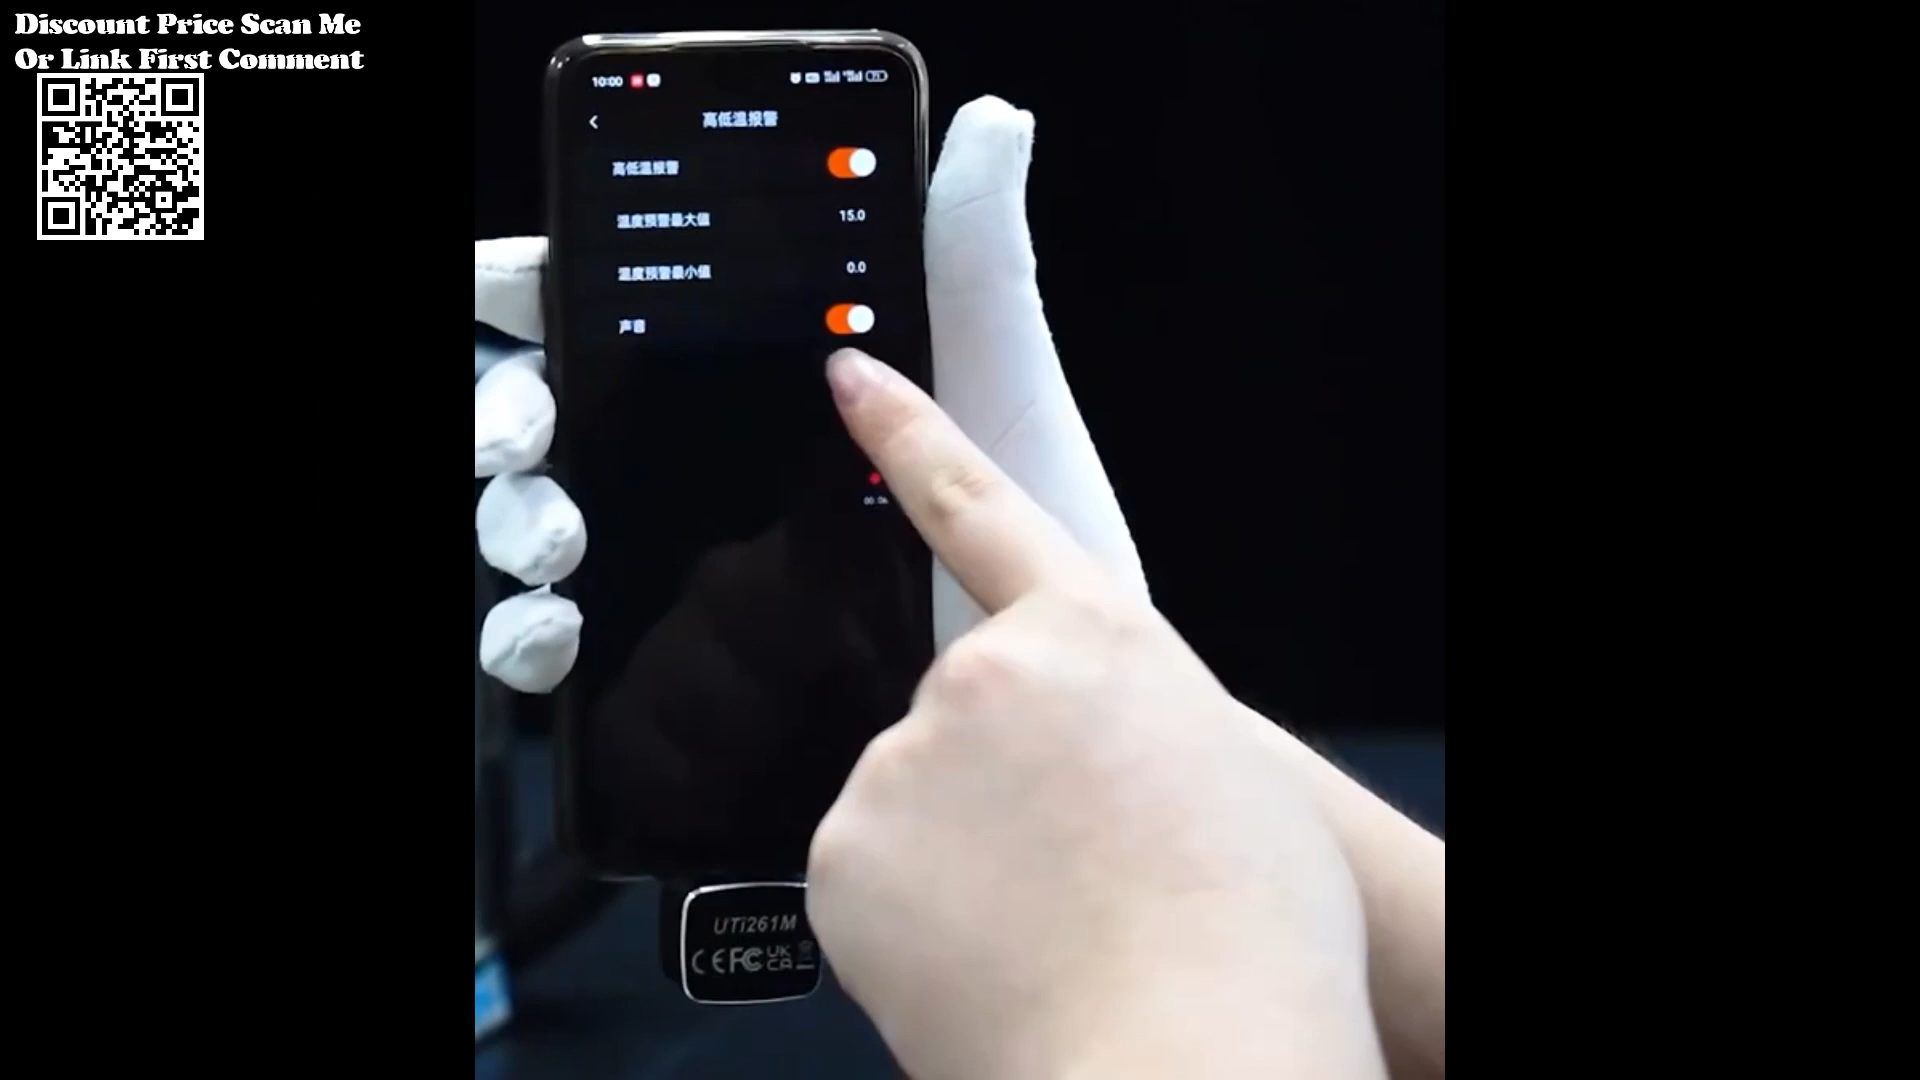 Discount Price Scan Me
Or Link First Comment
10:00
高低温报警
高低温报警
温度预警最大值 15.0
温度预警最小值 0.0
声音
UTi261M
CE FC UK CA